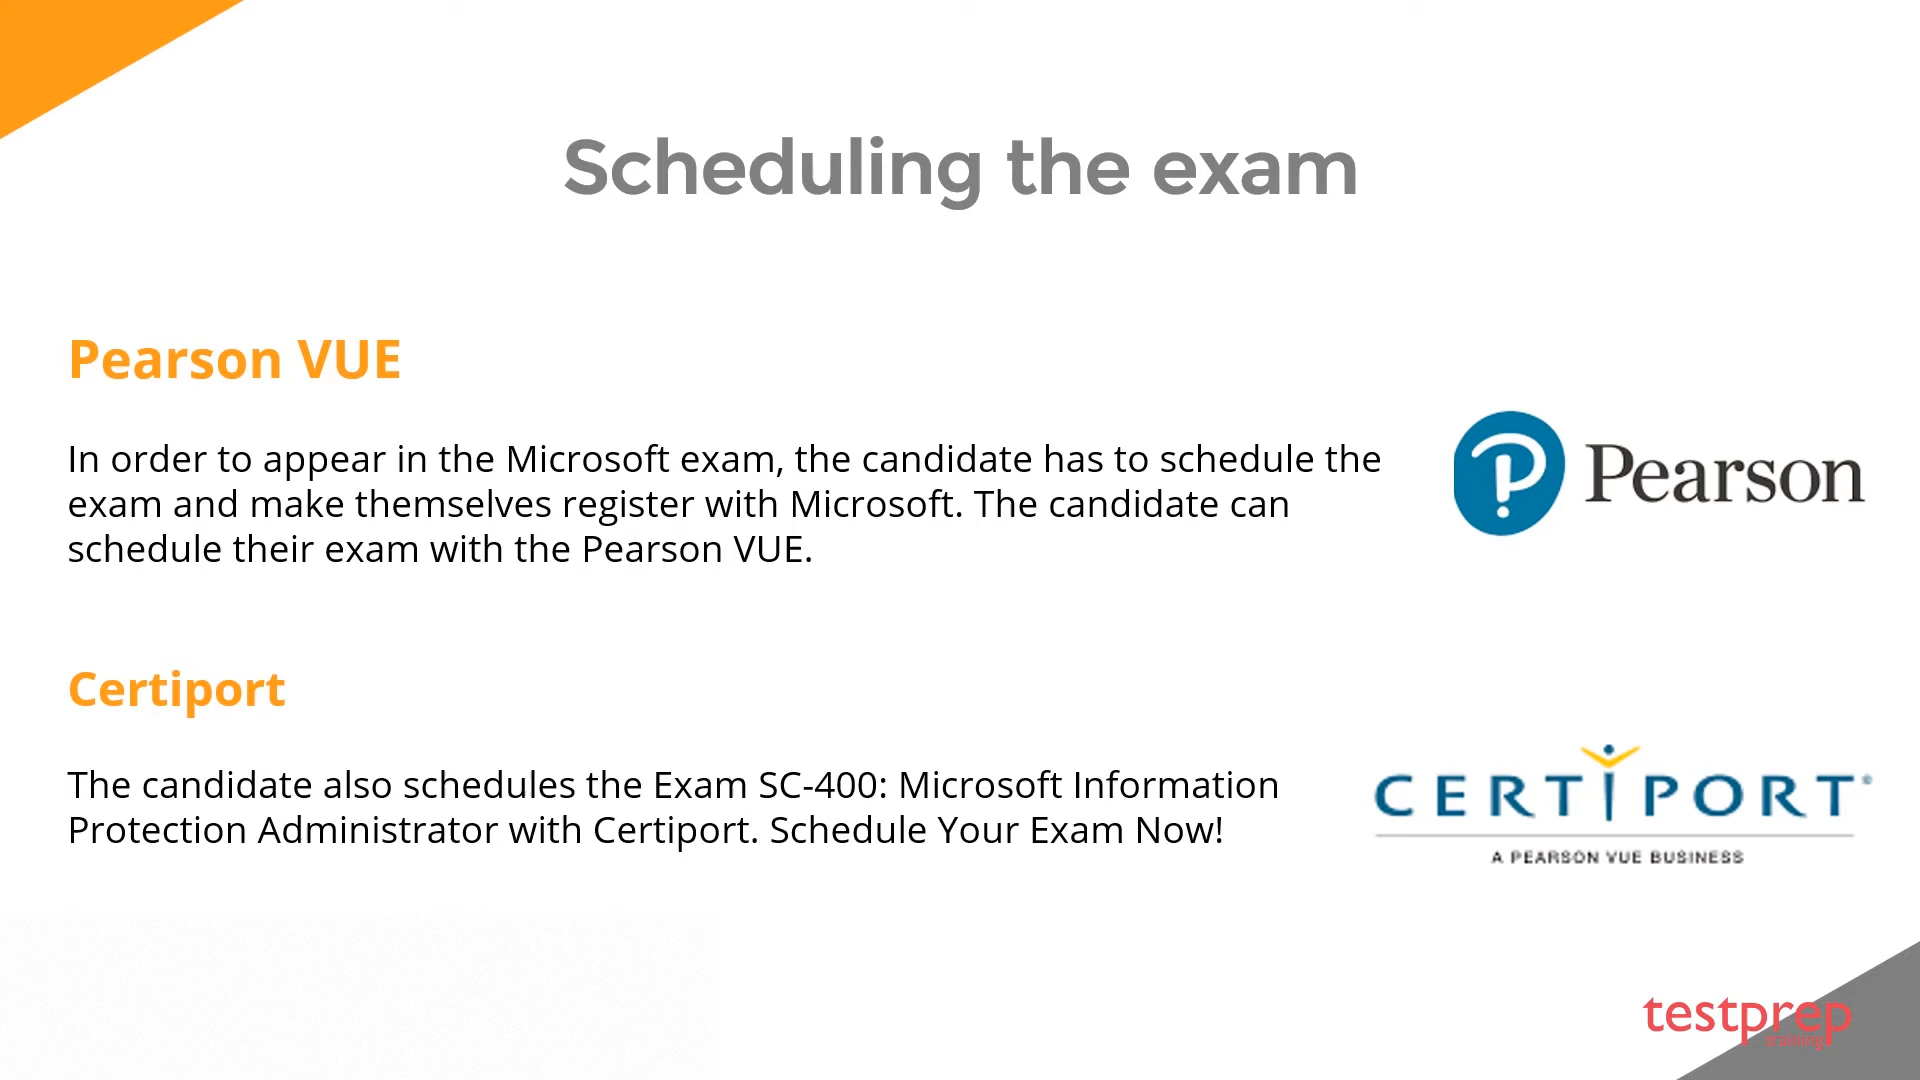 Scheduling the exam
Pearson VUE
In order to appear in the Microsoft exam, the candidate has to schedule the
exam and make themselves register with Microsoft. The candidate can
schedule their exam with the Pearson VUE.
Pearson
Certiport
The candidate also schedules the Exam SC-400: Microsoft Information
Protection Administrator with Certiport. Schedule Your Exam Now!
CERTIPORT®
A PEARSON VUE BUSINESS
testprep
training